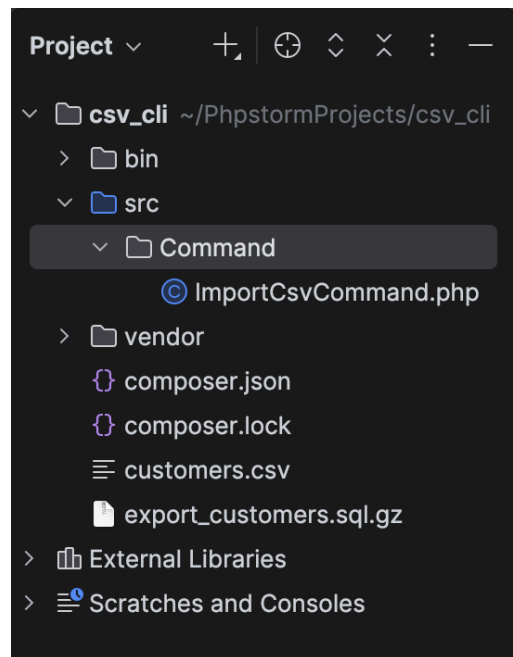 Project
csv_cli ~/PhpstormProjects/csv_cli
bin
src
Command
ImportCsvCommand.php
vendor
composer.json
composer.lock
customers.csv
export_customers.sql.gz
External Libraries
Scratches and Consoles